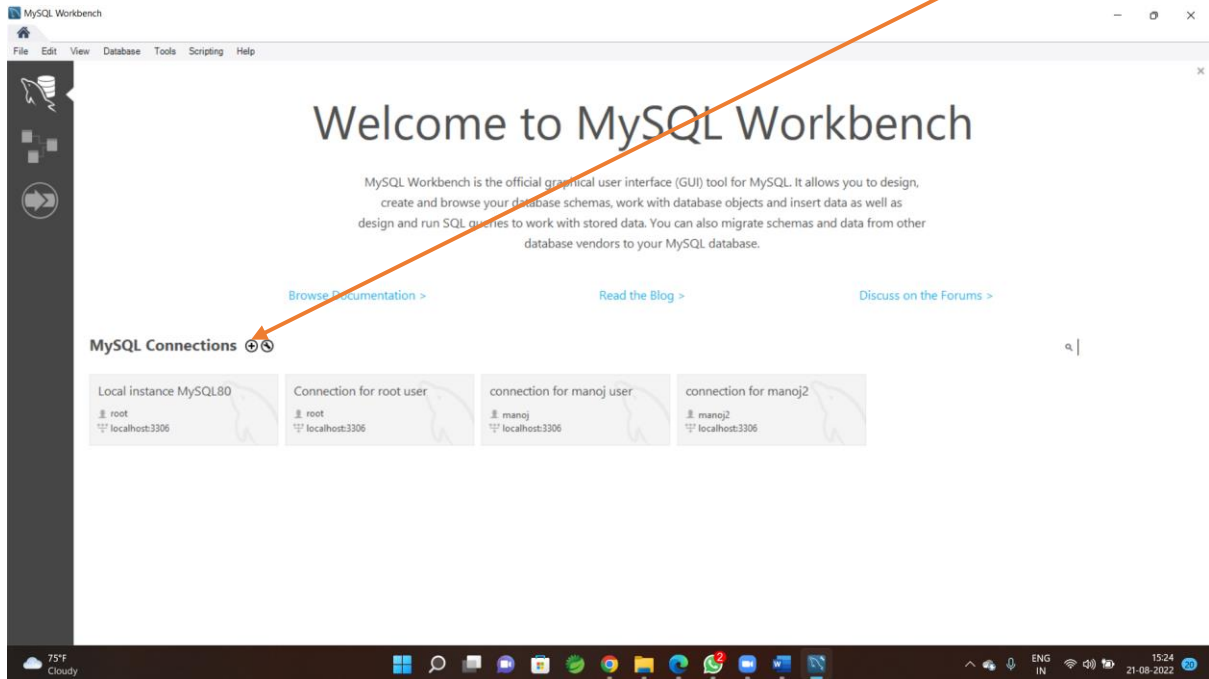 MySQL Workbench
File Edit View Database Tools Scripting Help
Welcome to MySQL Workbench
MySQL Workbench is the official graphical user interface (GUI) tool for MySQL. It allows you to design,
create and browse your database schemas, work with database objects and insert data as well as
design and run SQL queries to work with stored data. You can also migrate schemas and data from other
database vendors to your MySQL database.
Browse Documentation > Read the Blog > Discuss on the Forums >
MySQL Connections
Local instance MySQL80
root
localhost:3306
Connection for root user
root
localhost:3306
connection for manoj user
manoj
localhost:3306
connection for manoj2
manoj2
localhost:3306
75°F
Cloudy
2
ENG
IN
15:24
21-08-2022
20